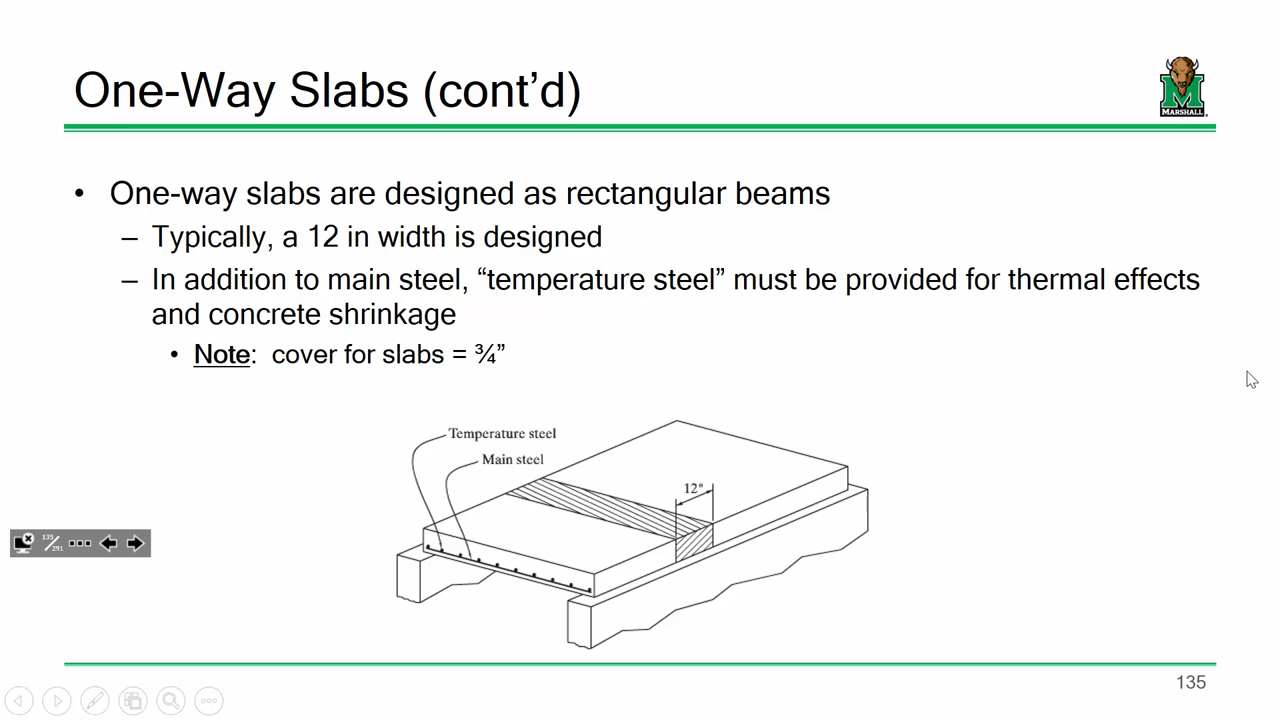 One-Way Slabs (cont’d)
MARSHALL
• One-way slabs are designed as rectangular beams
– Typically, a 12 in width is designed
– In addition to main steel, “temperature steel” must be provided for thermal effects
and concrete shrinkage
• Note: cover for slabs = ¾”
Temperature steel
Main steel
12"
135/291
135